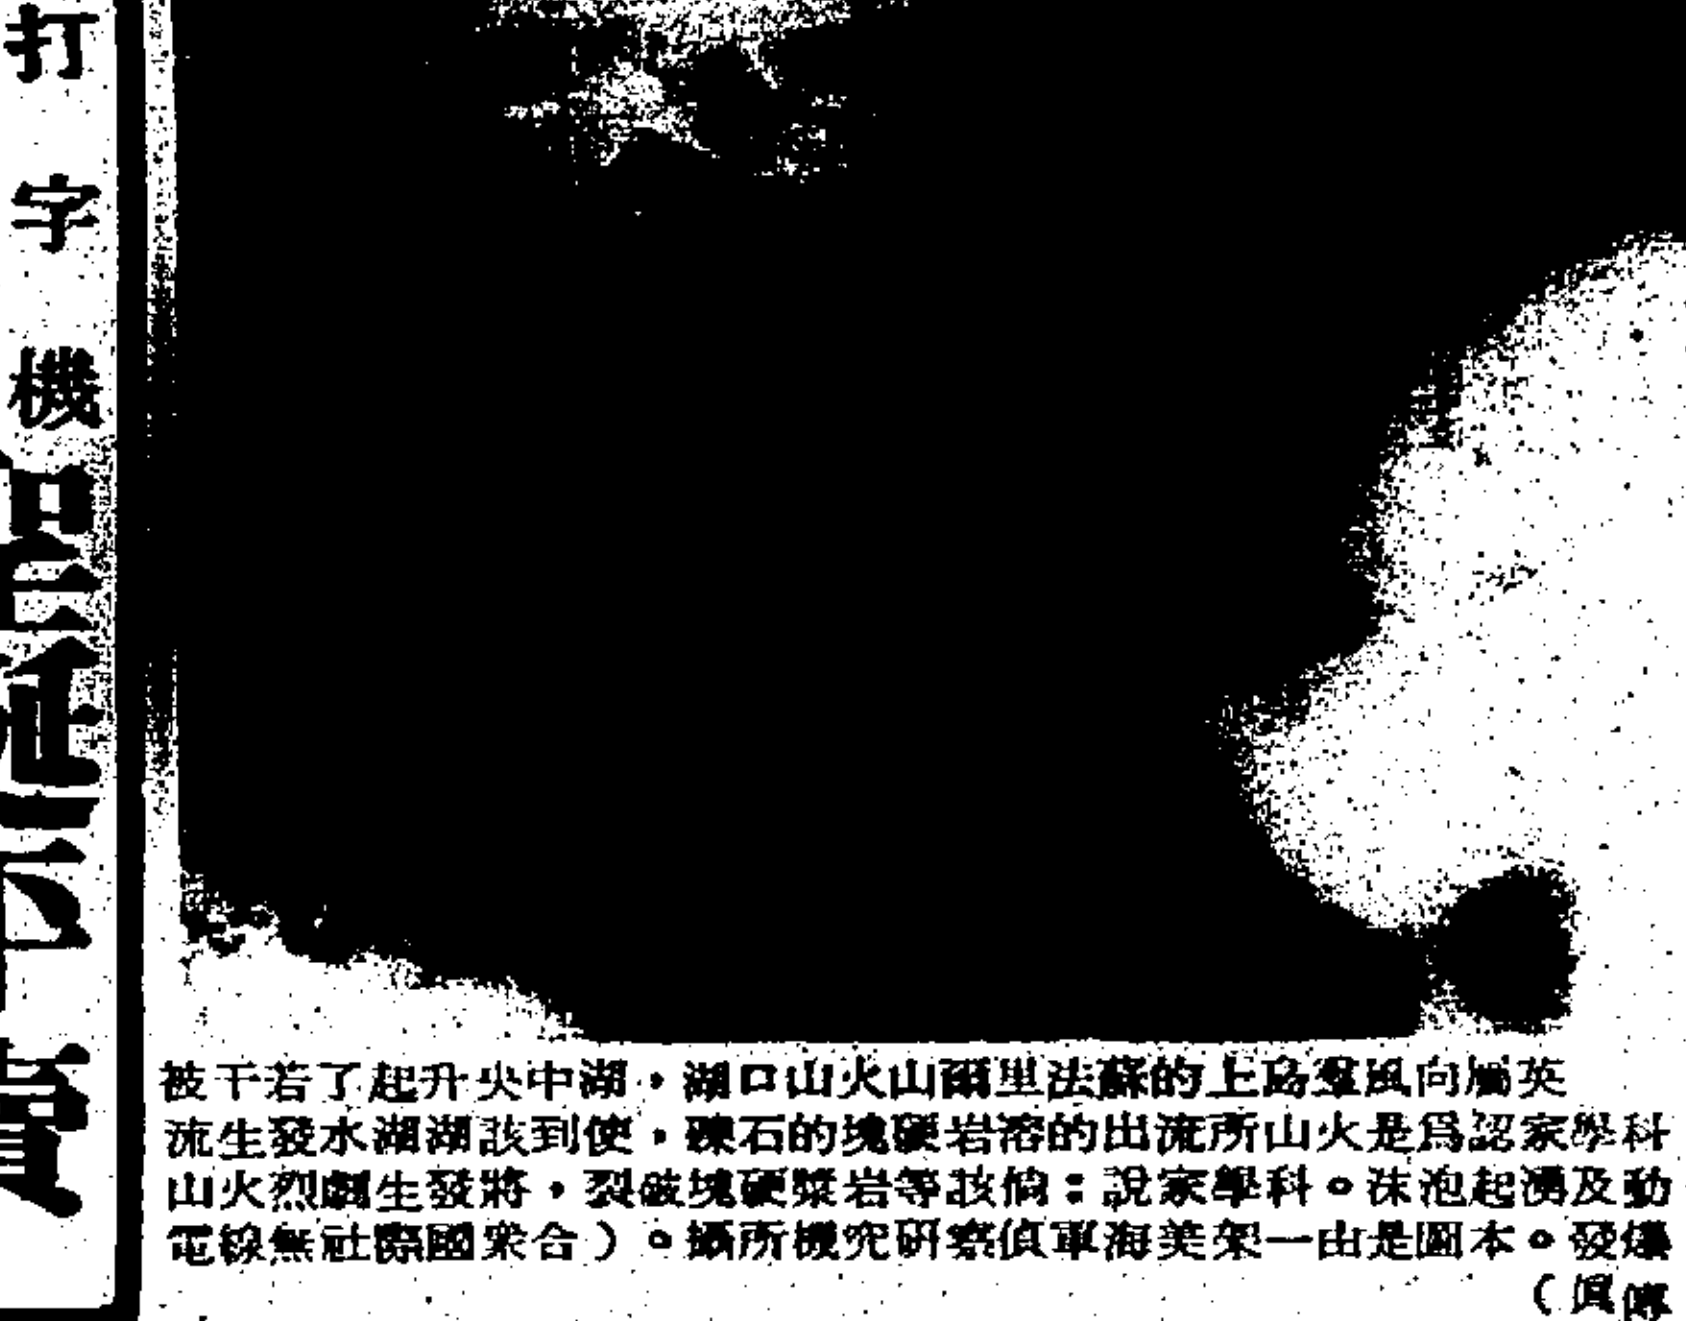 英屬向風羣島上的蘇法里爾山火山口湖，湖中央升起了若干被
科學家認爲是火山所流出的溶岩硬塊的石礫，使到該湖湖水發生流
動及湧起泡沫。科學家說：倘該等岩漿硬塊破裂，將發生劇烈火山
爆發。本圖是由一架美海軍偵察研究機所攝。（合衆國際社無線電
傳眞）
打字機